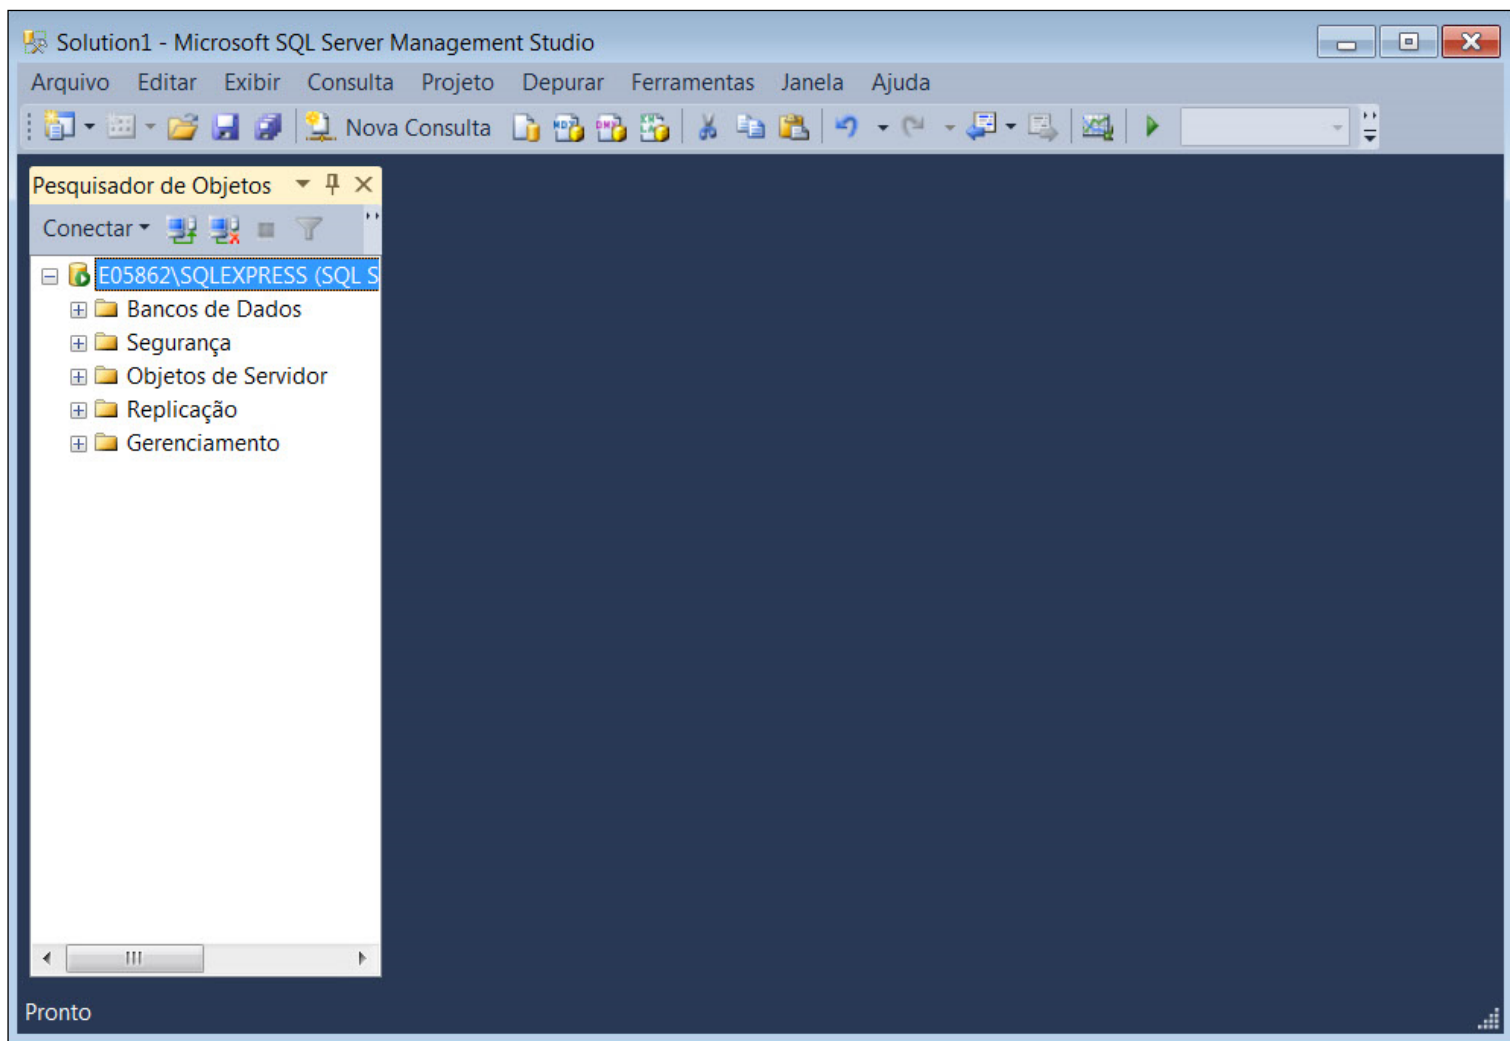 Solution1 - Microsoft SQL Server Management Studio
Arquivo Editar Exibir Consulta Projeto Depurar Ferramentas Janela Ajuda
Nova Consulta
Pesquisador de Objetos
Conectar
E05862\SQLEXPRESS (SQL S
Bancos de Dados
Segurança
Objetos de Servidor
Replicação
Gerenciamento
Pronto